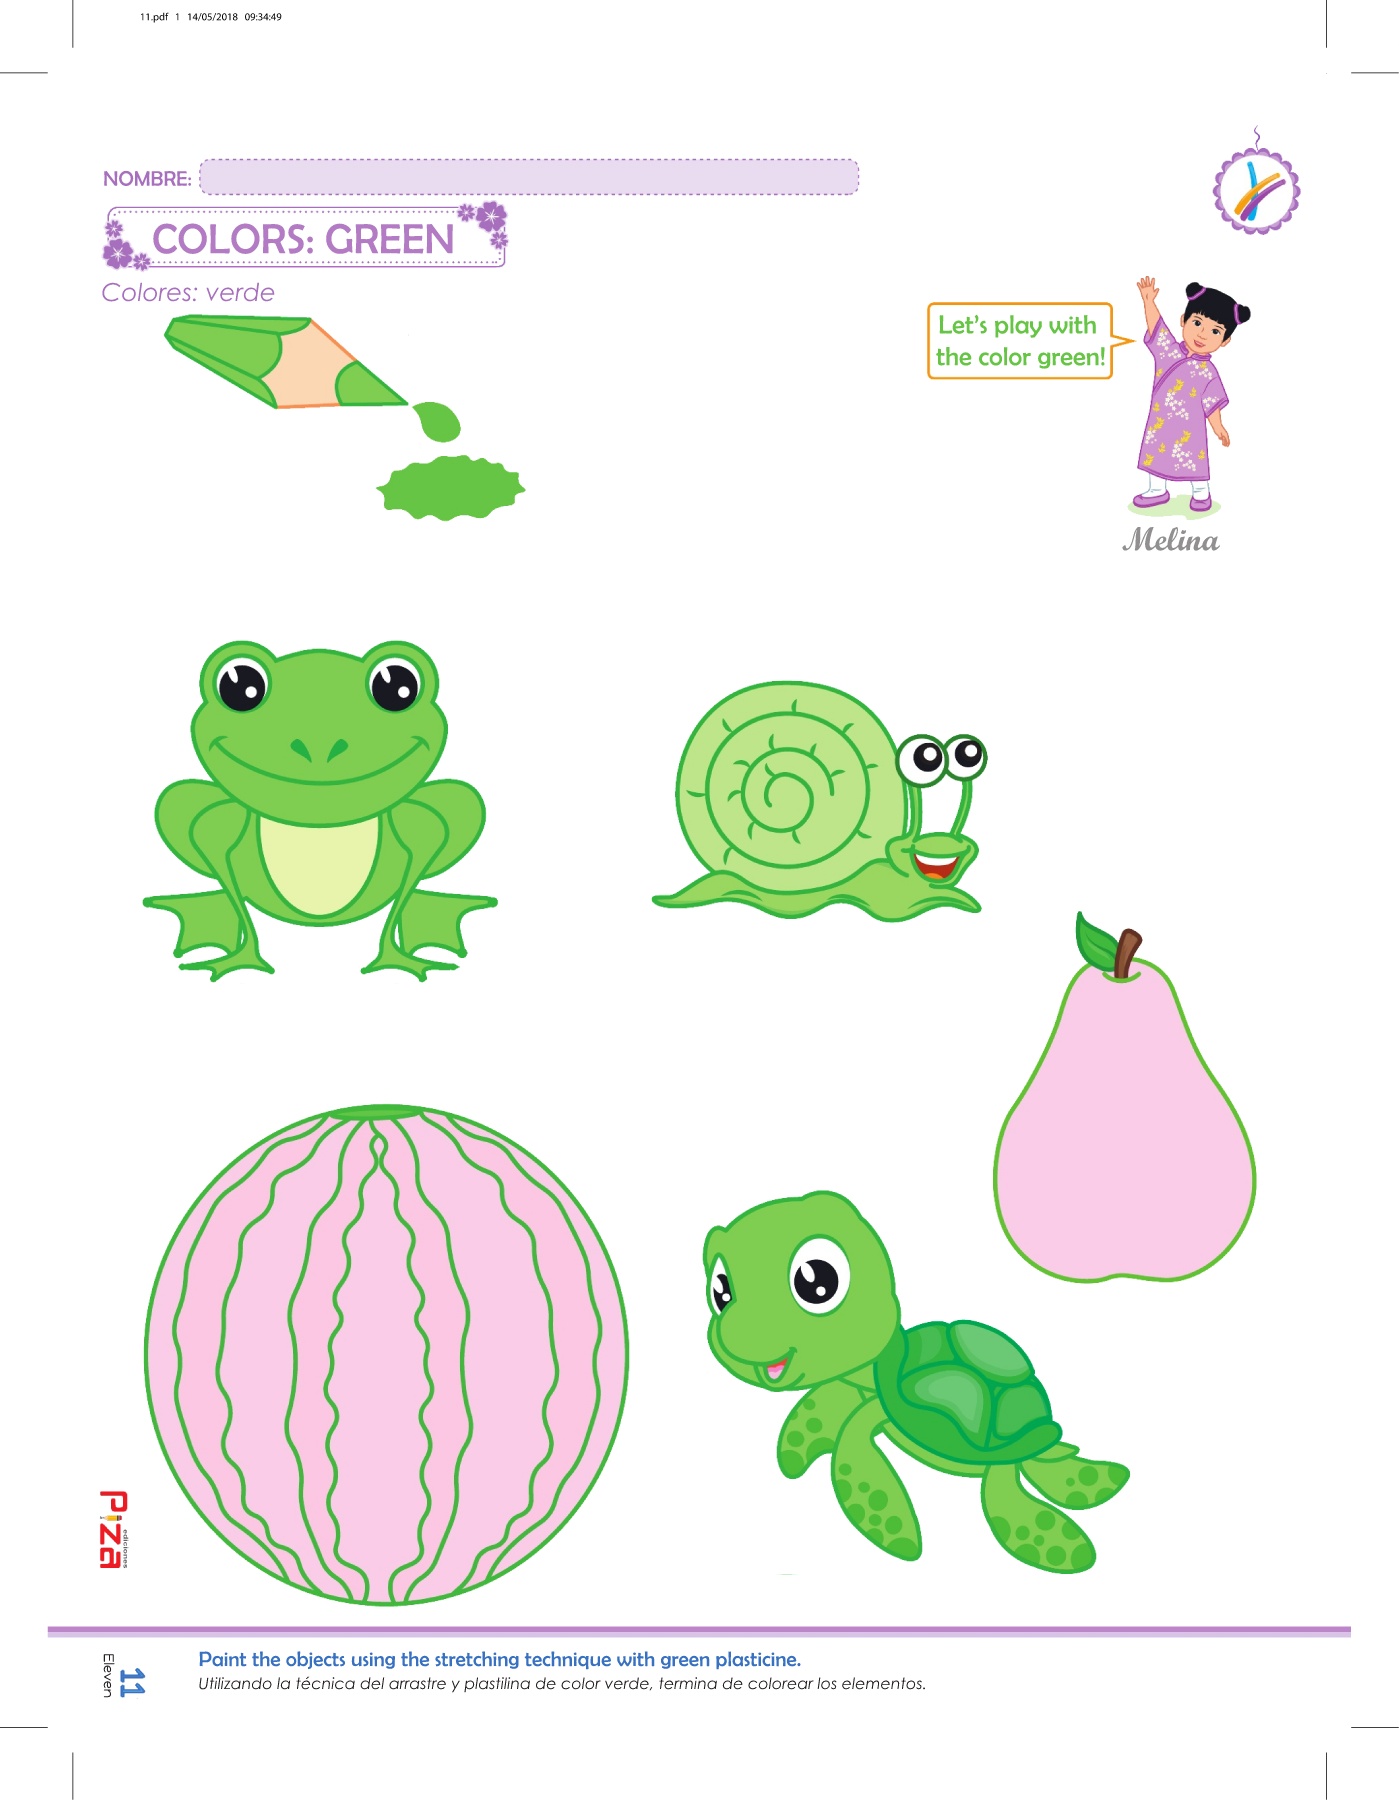 11.pdf 1 14/05/2018 09:34:49
NOMBRE:
COLORS: GREEN
Colores: verde
Let's play with
the color green!
Melina
Piza
ediciones
11
Eleven
Paint the objects using the stretching technique with green plasticine.
Utilizando la técnica del arrastre y plastilina de color verde, termina de colorear los elementos.